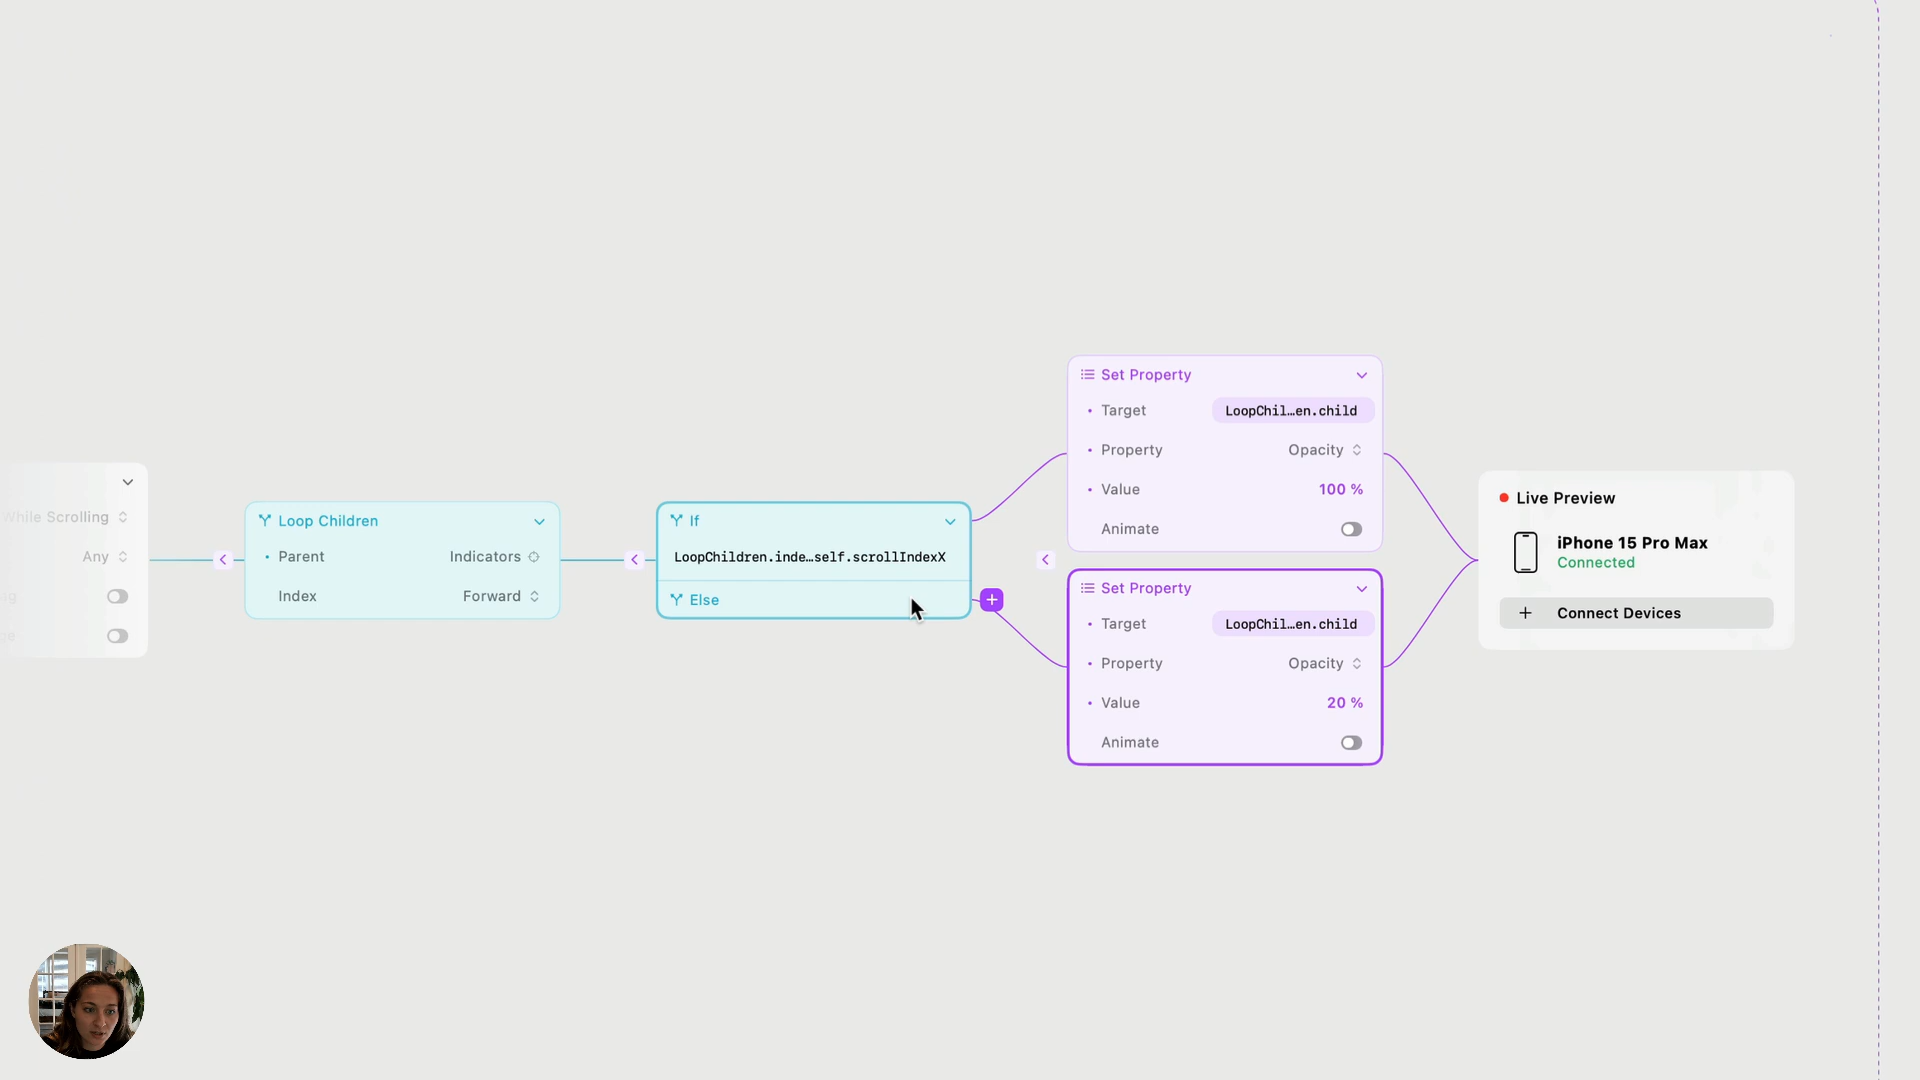 While Scrolling
Any
Loop Children
Parent Indicators
Index Forward
If
LoopChildren.inde…self.scrollIndexX
Else
Set Property
Target LoopChil…en.child
Property Opacity
Value 100 %
Animate
Set Property
Target LoopChil…en.child
Property Opacity
Value 20 %
Animate
Live Preview
iPhone 15 Pro Max
Connected
+ Connect Devices